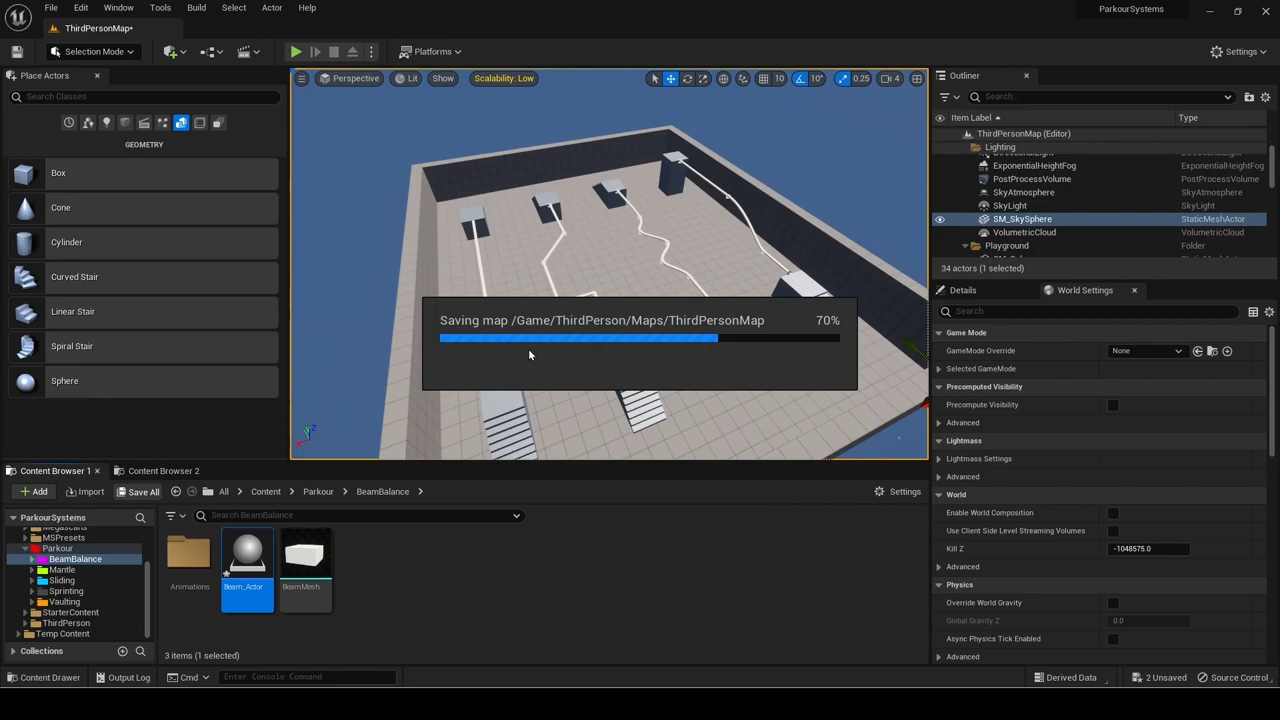 File Edit Window Tools Build Select Actor Help
ParkourSystems
ThirdPersonMap•
Selection Mode
Platforms
Settings
Place Actors
Search Classes
GEOMETRY
Box
Cone
Cylinder
Curved Stair
Linear Stair
Spiral Stair
Sphere
Perspective Lit Show Scalability: Low
10 10° 0.25 4
Saving map /Game/ThirdPerson/Maps/ThirdPersonMap 70%
Outliner
Search...
Item Label Type
ThirdPersonMap (Editor)
Lighting
ExponentialHeightFog ExponentialHeightFog
PostProcessVolume PostProcessVolume
SkyAtmosphere SkyAtmosphere
SkyLight SkyLight
SM_SkySphere StaticMeshActor
VolumetricCloud VolumetricCloud
Playground Folder
34 actors (1 selected)
Details World Settings
Search
Game Mode
GameMode Override None
Selected GameMode
Precomputed Visibility
Precompute Visibility
Advanced
Lightmass
Lightmass Settings
Advanced
World
Enable World Composition
Use Client Side Level Streaming Volumes
Kill Z -1048575.0
Advanced
Physics
Override World Gravity
Global Gravity Z 0.0
Async Physics Tick Enabled
Advanced
Content Browser 1 Content Browser 2
Add Import Save All All Content Parkour BeamBalance Settings
ParkourSystems
Search BeamBalance
Megascans
MSPresets
Parkour
BeamBalance
Mantle
Sliding
Sprinting
Vaulting
StarterContent
ThirdPerson
Temp Content
Collections
Animations Beam_Actor BeamMesh
3 items (1 selected)
Content Drawer Output Log Cmd Enter Console Command Derived Data 2 Unsaved Source Control